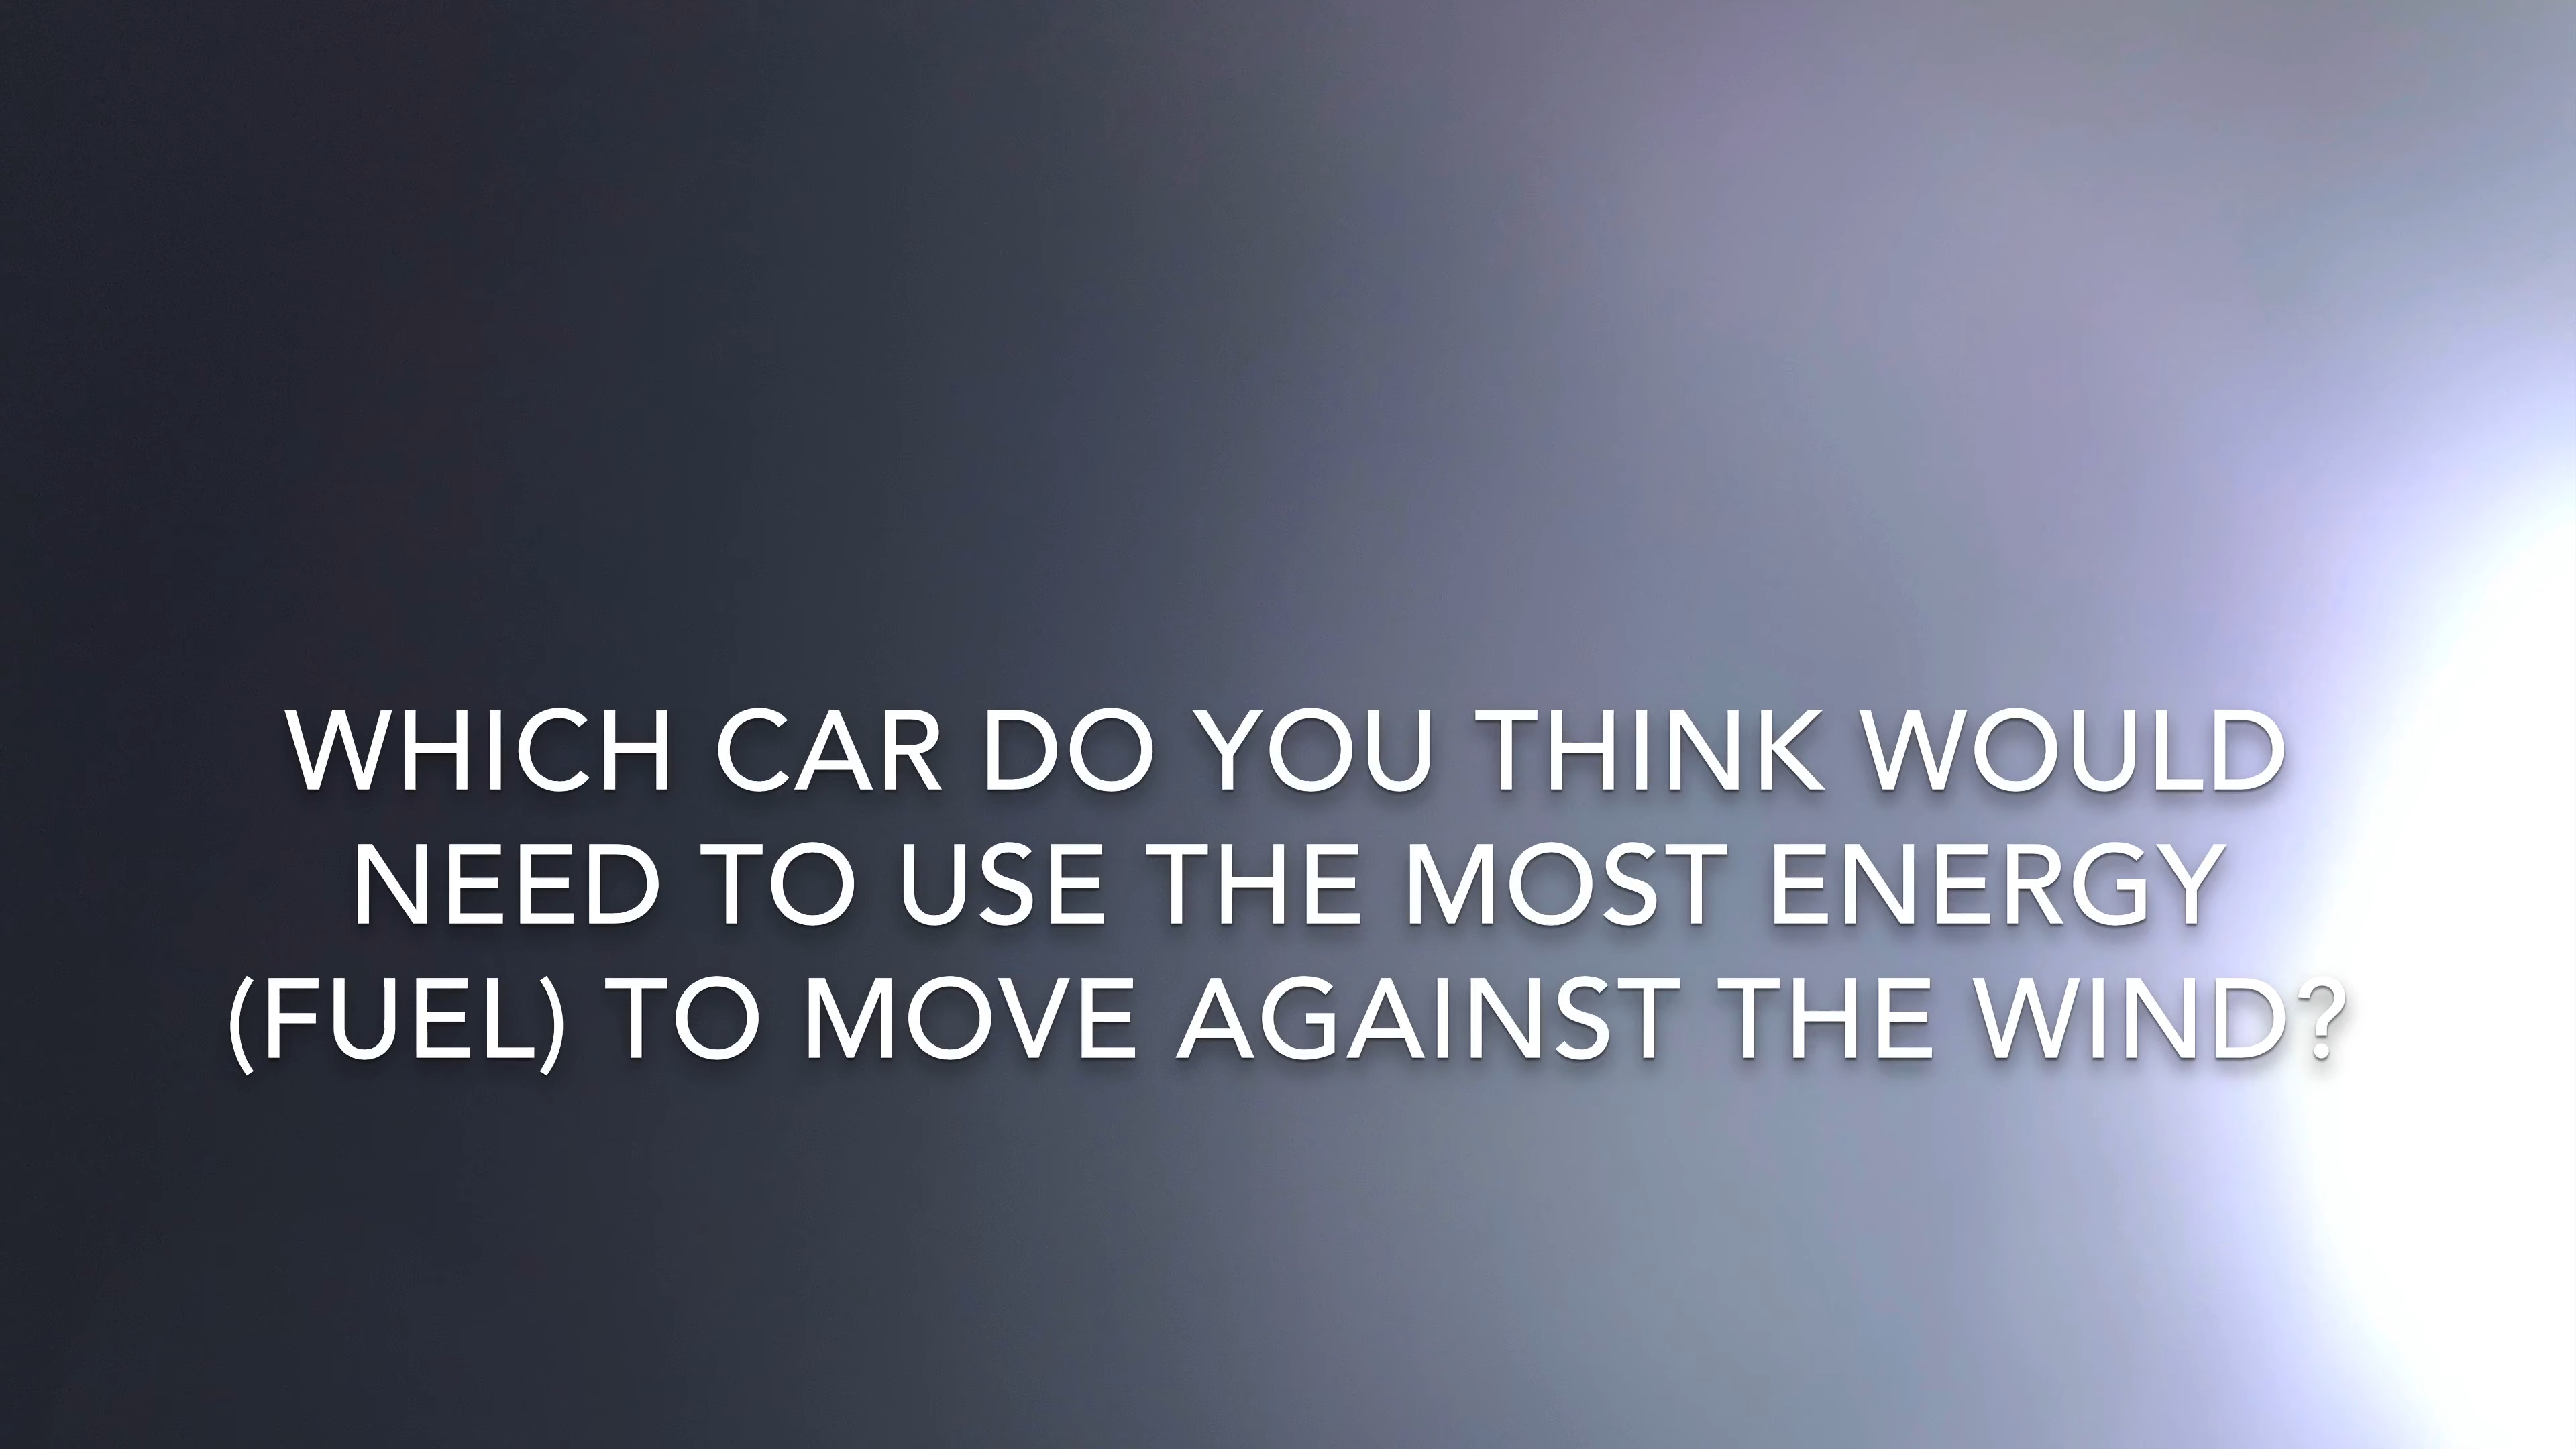 WHICH CAR DO YOU THINK WOULD
NEED TO USE THE MOST ENERGY
(FUEL) TO MOVE AGAINST THE WIND?